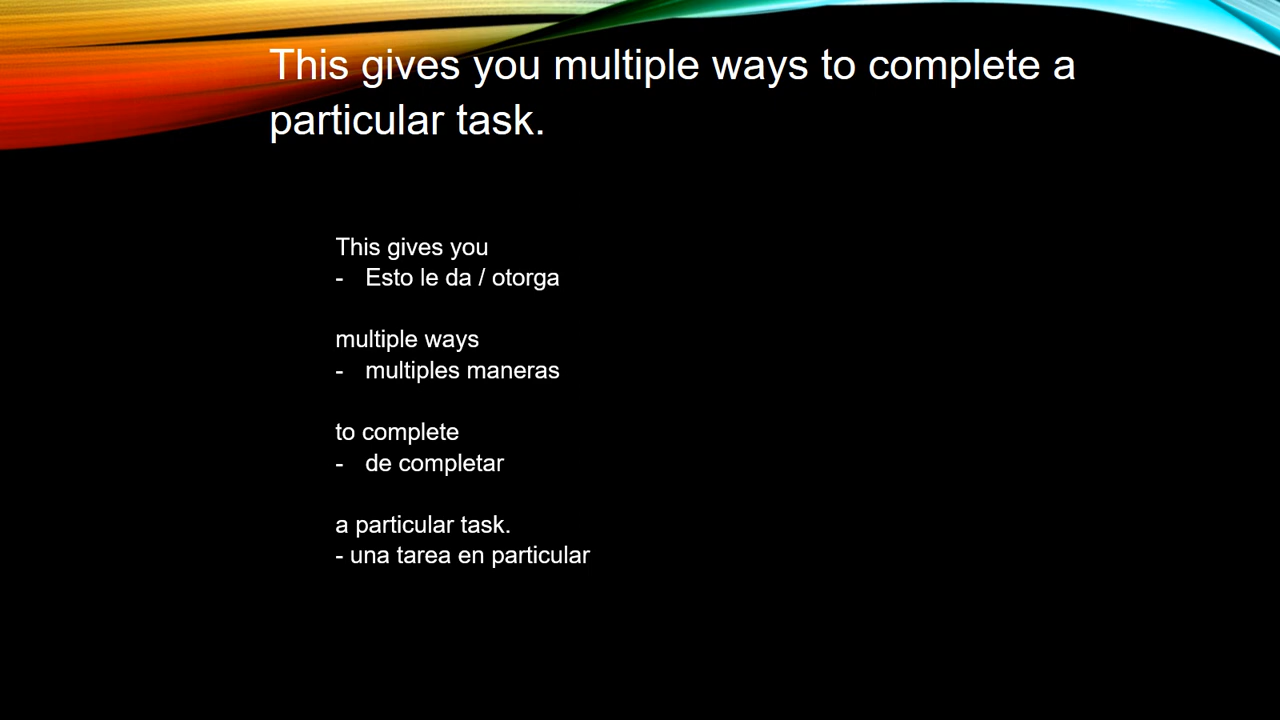 This gives you multiple ways to complete a
particular task.
This gives you
- Esto le da / otorga
multiple ways
- multiples maneras
to complete
- de completar
a particular task.
- una tarea en particular